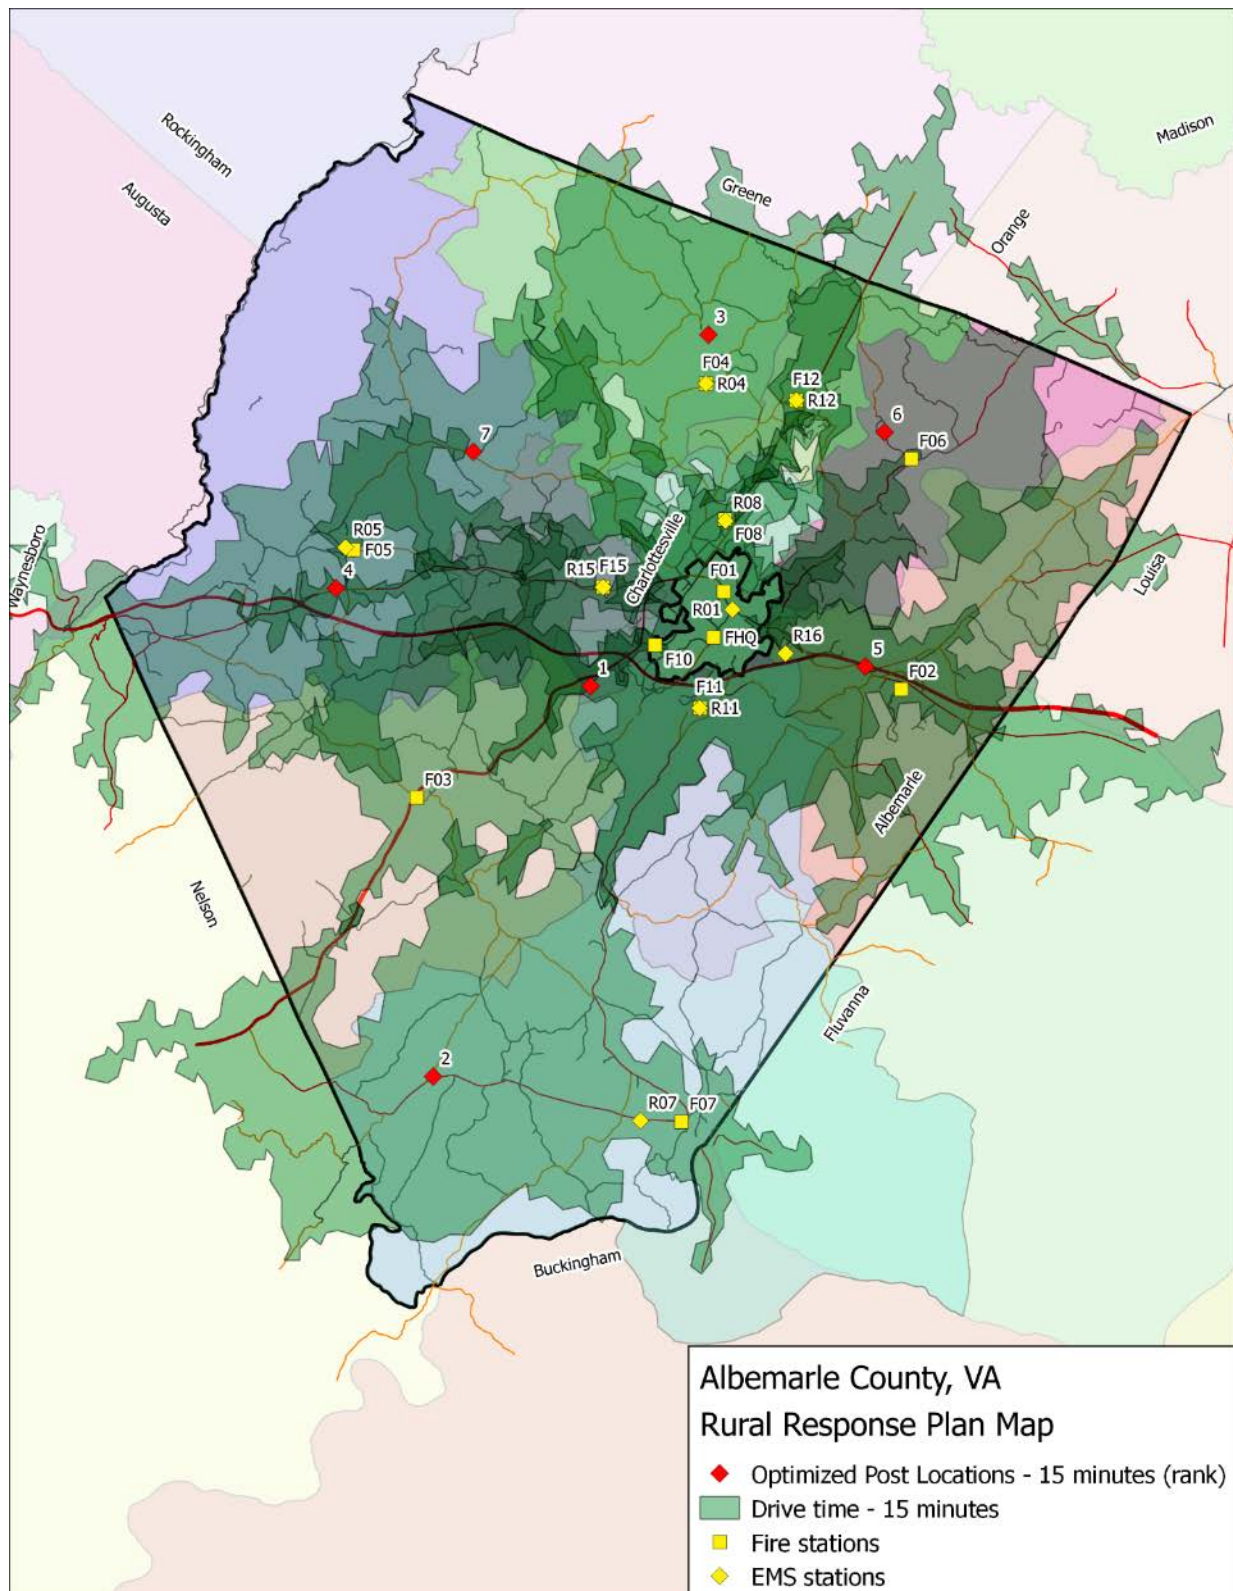 Rockingham
Madison
Augusta
Greene
Orange
3
F04
R04
F12
R12
6
F06
7
R08
F08
Charlottesville
R05
F05
4
Waynesboro
R15
F15
F01
R01
FHQ
F10
R16
Louisa
5
F02
1
F11
R11
F03
Albemarle
Nelson
Fluvanna
2
R07
F07
Buckingham
Albemarle County, VA
Rural Response Plan Map
Optimized Post Locations - 15 minutes (rank)
Drive time - 15 minutes
Fire stations
EMS stations